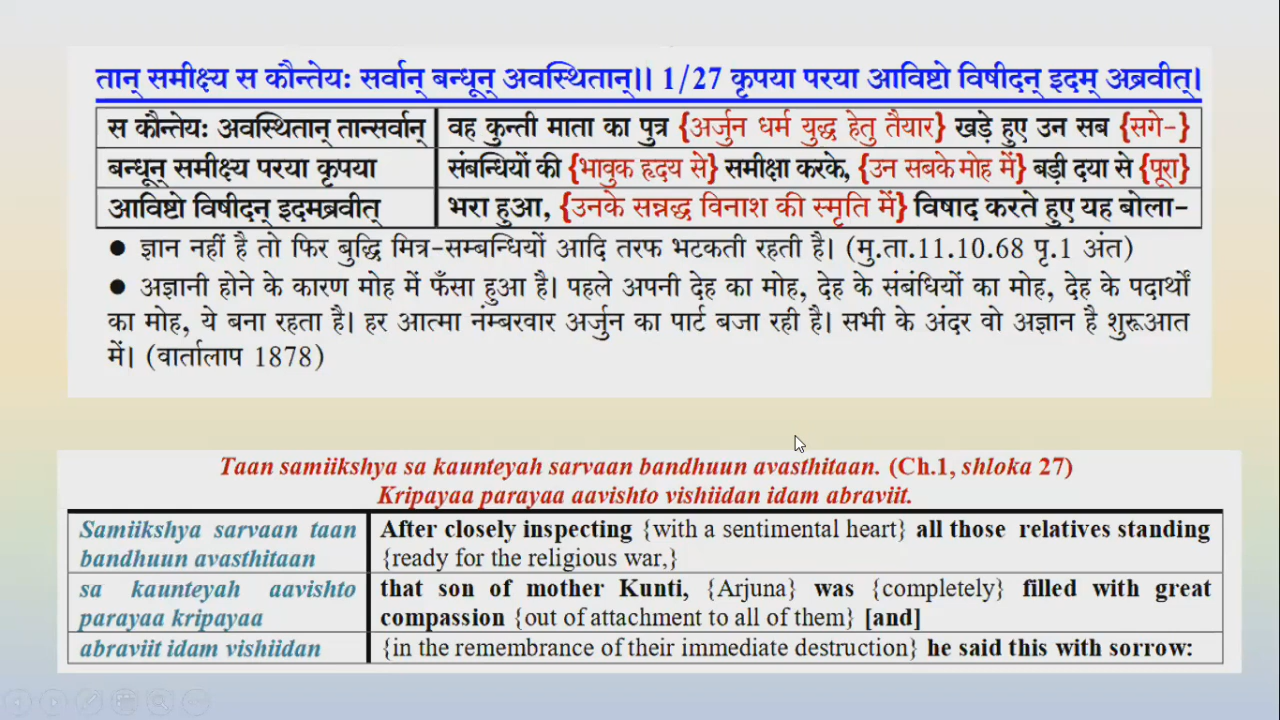 तान् समीक्ष्य स कौन्तेयः सर्वान् बन्धून् अवस्थितान्।। 1/27 कृपया परया आविष्टो विषीदन् इदम् अब्रवीत्।
स कौन्तेयः अवस्थितान् तान्सर्वान् वह कुन्ती माता का पुत्र {अर्जुन धर्म युद्ध हेतु तैयार} खड़े हुए उन सब {सगे-}
बन्धून् समीक्ष्य परया कृपया संबन्धियों की {भावुक हृदय से} समीक्षा करके, {उन सबके मोह में} बड़ी दया से {पूरा}
आविष्टो विषीदन् इदमब्रवीत् भरा हुआ, {उनके सन्नद्ध विनाश की स्मृति में} विषाद करते हुए यह बोला-
● ज्ञान नहीं है तो फिर बुद्धि मित्र-सम्बन्धियों आदि तरफ भटकती रहती है। (मु.ता.11.10.68 पृ.1 अंत)
● अज्ञानी होने के कारण मोह में फँसा हुआ है। पहले अपनी देह का मोह, देह के संबंधियों का मोह, देह के पदार्थों
का मोह, ये बना रहता है। हर आत्मा नंम्बरवार अर्जुन का पार्ट बजा रही है। सभी के अंदर वो अज्ञान है शुरूआत
में। (वार्तालाप 1878)
Taan samiikshya sa kaunteyah sarvaan bandhuun avasthitaan. (Ch.1, shloka 27)
Kripayaa parayaa aavishto vishiidan idam abraviit.
Samiikshya sarvaan taan After closely inspecting {with a sentimental heart} all those relatives standing
bandhuun avasthitaan {ready for the religious war,}
sa kaunteyah aavishto that son of mother Kunti, {Arjuna} was {completely} filled with great
parayaa kripayaa compassion {out of attachment to all of them} [and]
abraviit idam vishiidan {in the remembrance of their immediate destruction} he said this with sorrow: